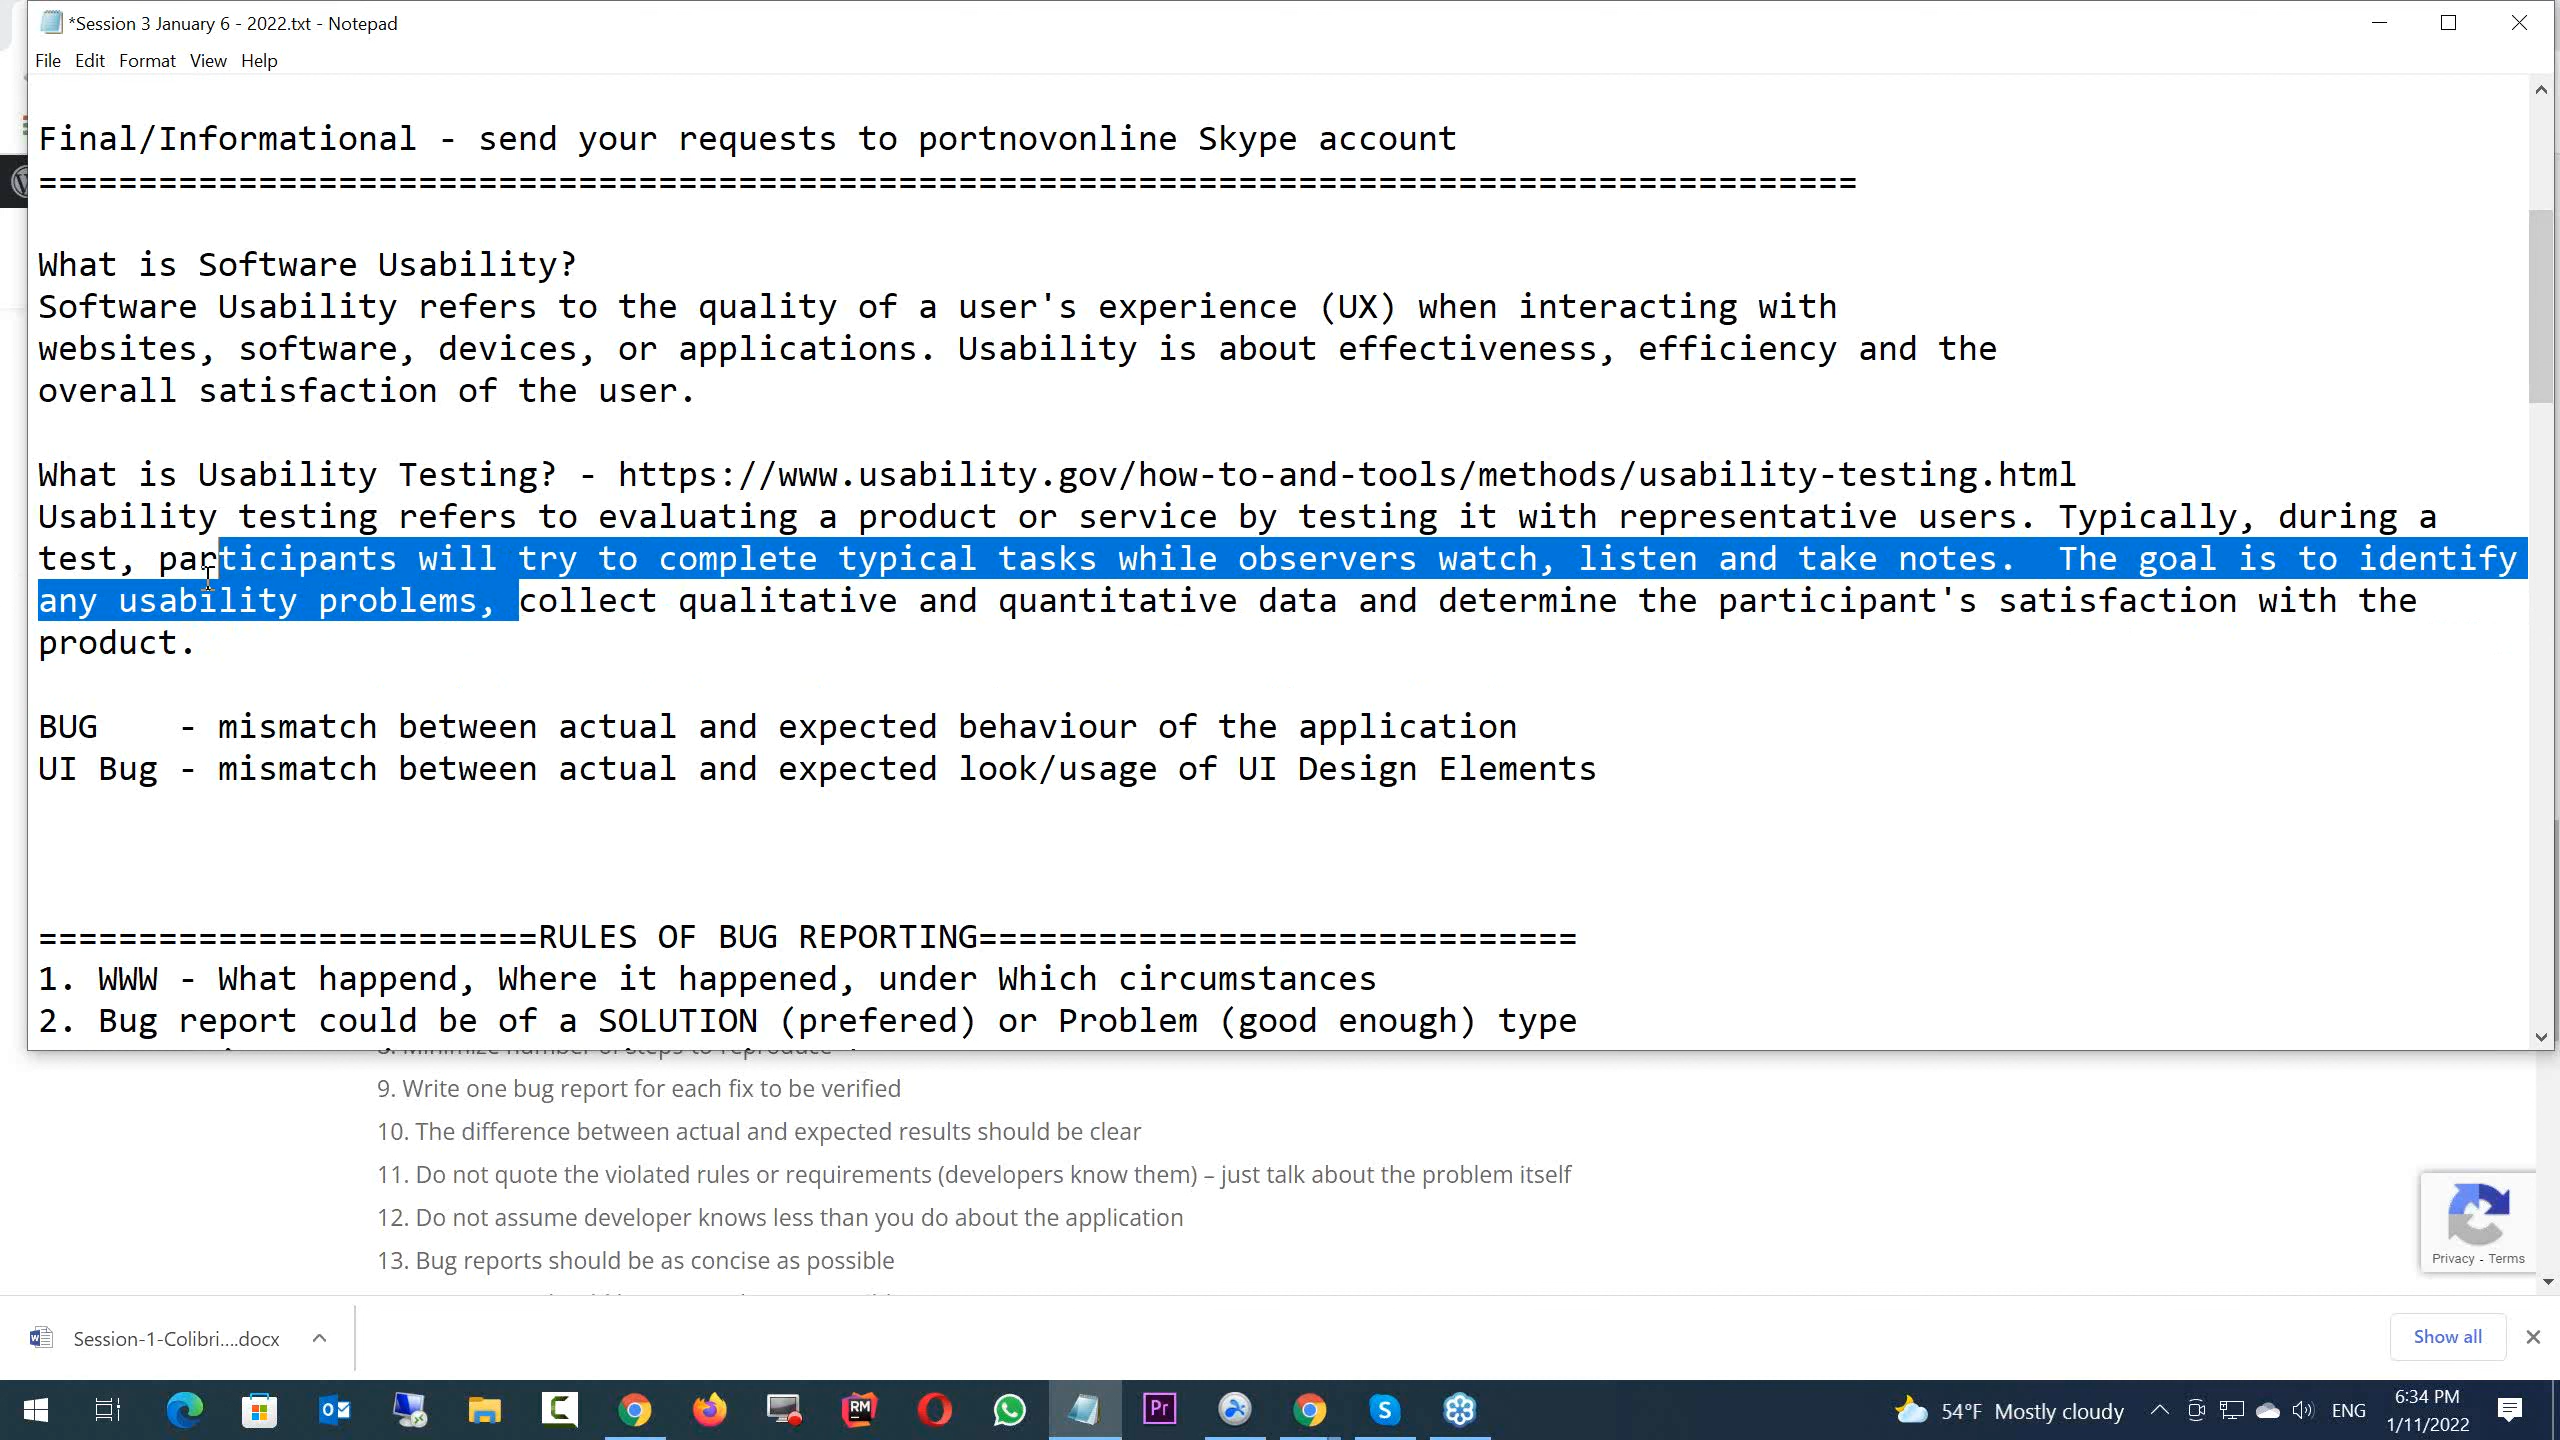 *Session 3 January 6 - 2022.txt - Notepad
File Edit Format View Help
Final/Informational - send your requests to portnovonline Skype account
===========================================================================================
What is Software Usability?
Software Usability refers to the quality of a user's experience (UX) when interacting with
websites, software, devices, or applications. Usability is about effectiveness, efficiency and the
overall satisfaction of the user.
What is Usability Testing? - https://www.usability.gov/how-to-and-tools/methods/usability-testing.html
Usability testing refers to evaluating a product or service by testing it with representative users. Typically, during a
test, participants will try to complete typical tasks while observers watch, listen and take notes.  The goal is to identify
any usability problems, collect qualitative and quantitative data and determine the participant's satisfaction with the
product.
BUG    - mismatch between actual and expected behaviour of the application
UI Bug - mismatch between actual and expected look/usage of UI Design Elements
=========================RULES OF BUG REPORTING==============================
1. WWW - What happend, Where it happened, under Which circumstances
2. Bug report could be of a SOLUTION (prefered) or Problem (good enough) type
8. Minimize number of steps to reproduce
9. Write one bug report for each fix to be verified
10. The difference between actual and expected results should be clear
11. Do not quote the violated rules or requirements (developers know them) – just talk about the problem itself
12. Do not assume developer knows less than you do about the application
13. Bug reports should be as concise as possible
Privacy - Terms
Session-1-Colibri....docx
Show all
54°F Mostly cloudy
ENG
6:34 PM
1/11/2022